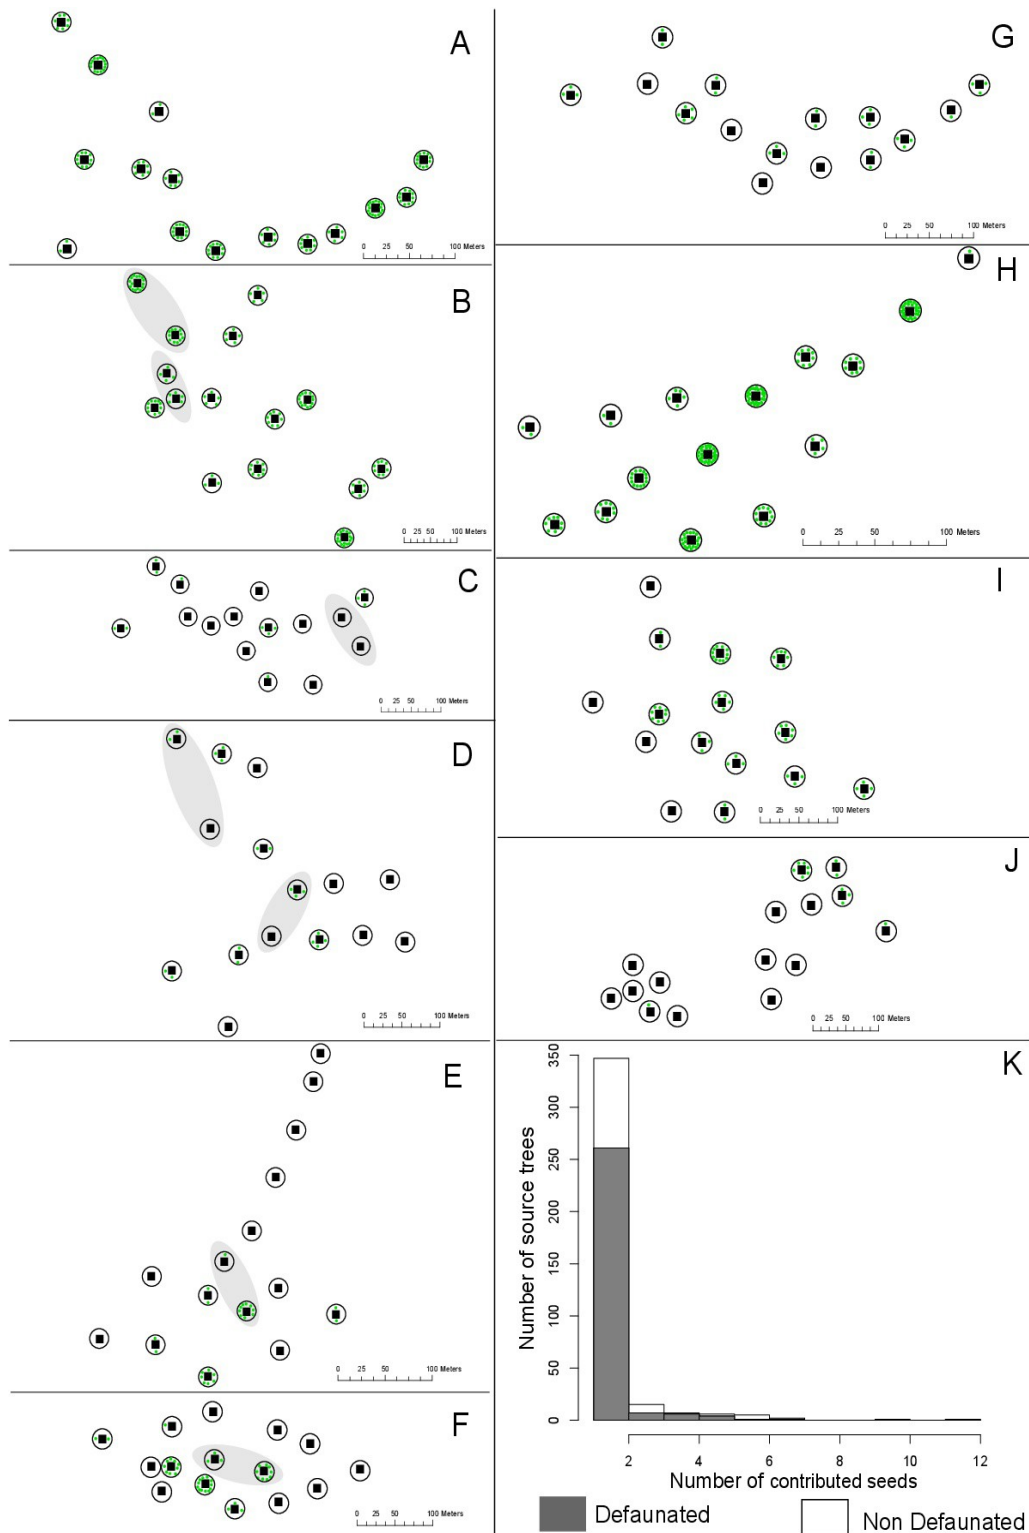 A
0 25 50 100 Meters
B
0 25 50 100 Meters
C
0 25 50 100 Meters
D
0 25 50 100 Meters
E
0 25 50 100 Meters
F
0 25 50 100 Meters
G
0 25 50 100 Meters
H
0 25 50 100 Meters
I
0 25 50 100 Meters
J
0 25 50 100 Meters
K
Number of source trees
350
300
250
200
150
100
50
0
2 4 6 8 10 12
Number of contributed seeds
Defaunated Non Defaunated